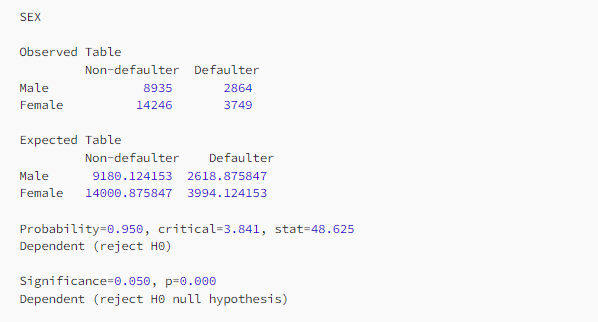 SEX
Observed Table
Non-defaulter Defaulter
Male 8935 2864
Female 14246 3749
Expected Table
Non-defaulter Defaulter
Male 9180.124153 2618.875847
Female 14000.875847 3994.124153
Probability=0.950, critical=3.841, stat=48.625
Dependent (reject H0)
Significance=0.050, p=0.000
Dependent (reject H0 null hypothesis)